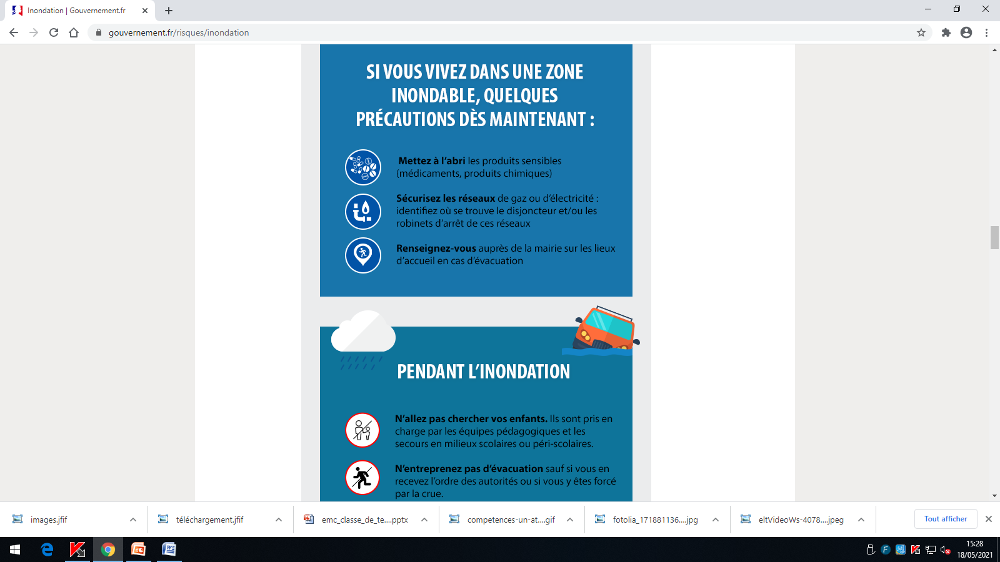 Inondation | Gouvernement.fr
gouvernement.fr/risques/inondation
SI VOUS VIVEZ DANS UNE ZONE
INONDABLE, QUELQUES
PRÉCAUTIONS DÈS MAINTENANT :
Mettez à l’abri les produits sensibles
(médicaments, produits chimiques)
Sécurisez les réseaux de gaz ou d’électricité :
identifiez où se trouve le disjoncteur et/ou les
robinets d’arrêt de ces réseaux
Renseignez-vous auprès de la mairie sur les lieux
d’accueil en cas d’évacuation
PENDANT L’INONDATION
N’allez pas chercher vos enfants. Ils sont pris en
charge par les équipes pédagogiques et les
secours en milieux scolaires ou péri-scolaires.
N’entreprenez pas d’évacuation sauf si vous en
recevez l’ordre des autorités ou si vous y êtes forcé
par la crue.
images.jfif
téléchargement.jfif
emc_classe_de_te....pptx
competences-un-at....gif
fotolia_171881136....jpg
eltVideoWs-4078....jpeg
Tout afficher
15:28
18/05/2021